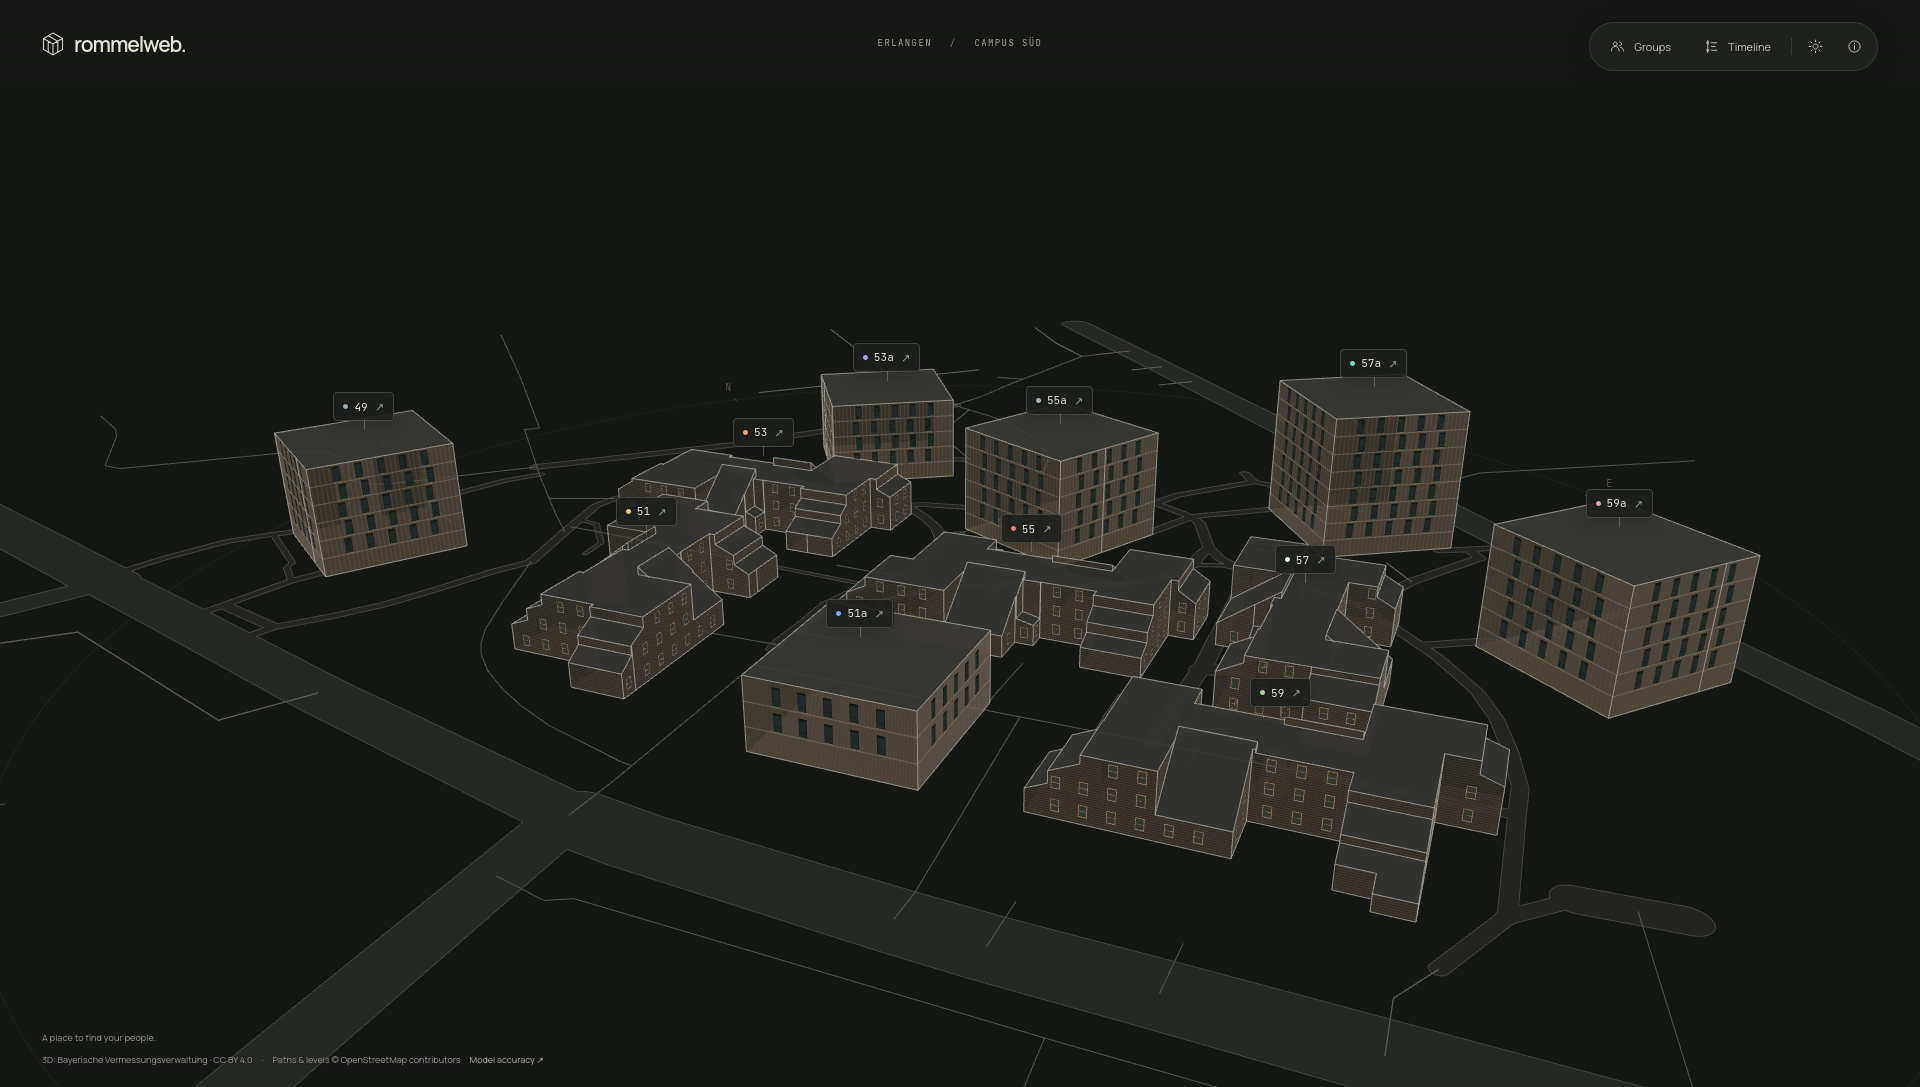 rommelweb.
ERLANGEN / CAMPUS SÜD
Groups
Timeline
53a ↗
57a ↗
N
49 ↗
55a ↗
53 ↗
E
59a ↗
51 ↗
55 ↗
57 ↗
51a ↗
59 ↗
A place to find your people.
3D: Bayerische Vermessungsverwaltung · CC BY 4.0 · Paths & levels © OpenStreetMap contributors Model accuracy ↗